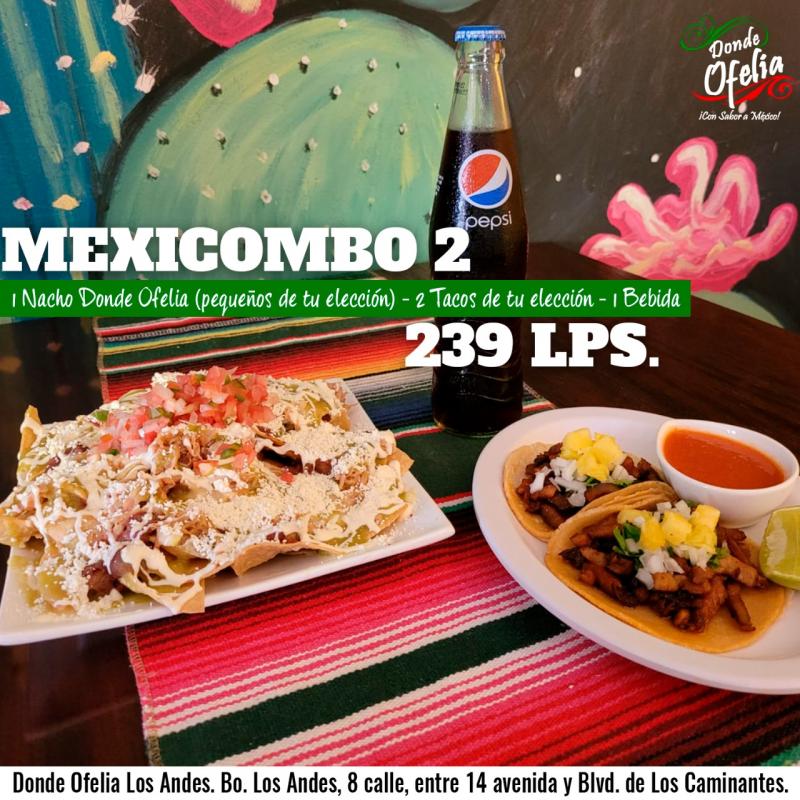 Donde
Ofelia
¡Con Sabor a México!
pepsi
MEXICOMBO 2
1 Nacho Donde Ofelia (pequeños de tu elección) - 2 Tacos de tu elección - 1 Bebida
239 LPS.
Donde Ofelia Los Andes. Bo. Los Andes, 8 calle, entre 14 avenida y Blvd. de Los Caminantes.